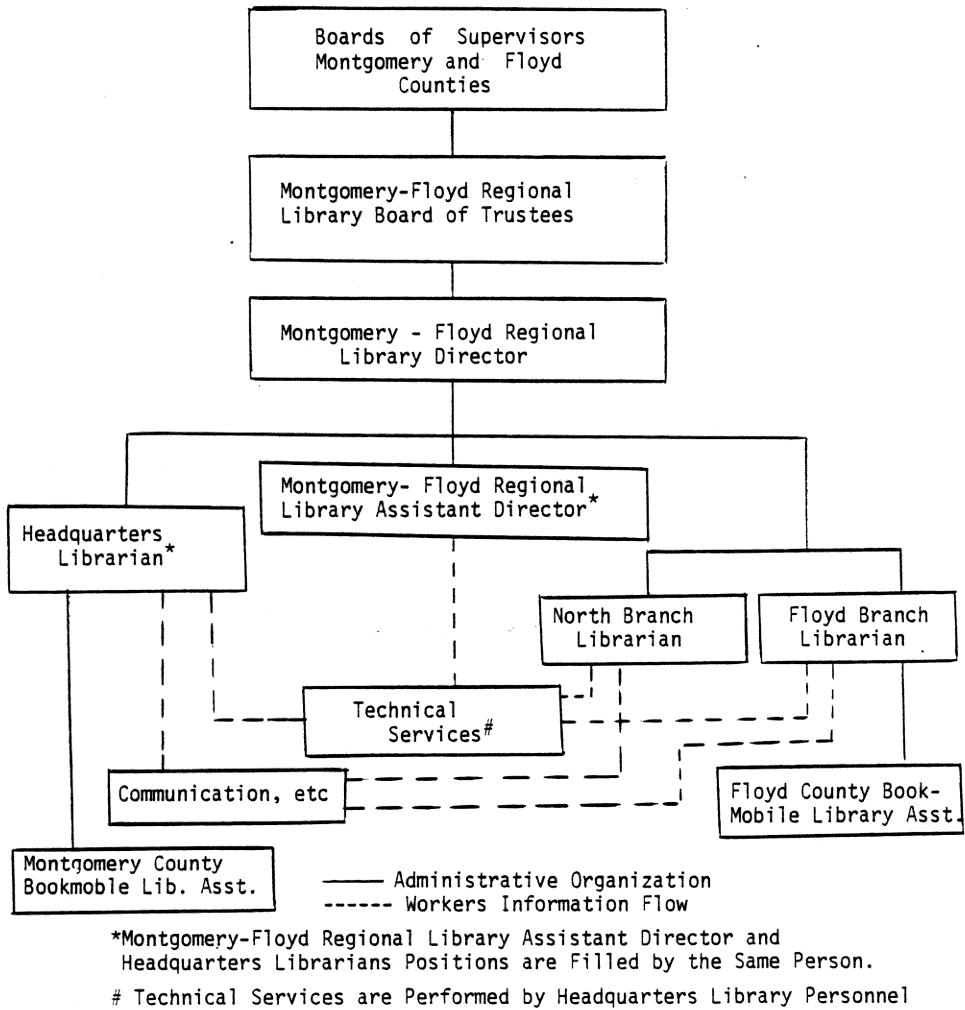 Boards of Supervisors
Montgomery and Floyd
Counties
Montgomery-Floyd Regional
Library Board of Trustees
Montgomery - Floyd Regional
Library Director
Montgomery- Floyd Regional
Library Assistant Director*
Headquarters
Librarian*
North Branch
Librarian
Floyd Branch
Librarian
Technical
Services#
Communication, etc
Floyd County Book-
Mobile Library Asst.
Montgomery County
Bookmoble Lib. Asst.
Administrative Organization
Workers Information Flow
*Montgomery-Floyd Regional Library Assistant Director and
Headquarters Librarians Positions are Filled by the Same Person.
# Technical Services are Performed by Headquarters Library Personnel